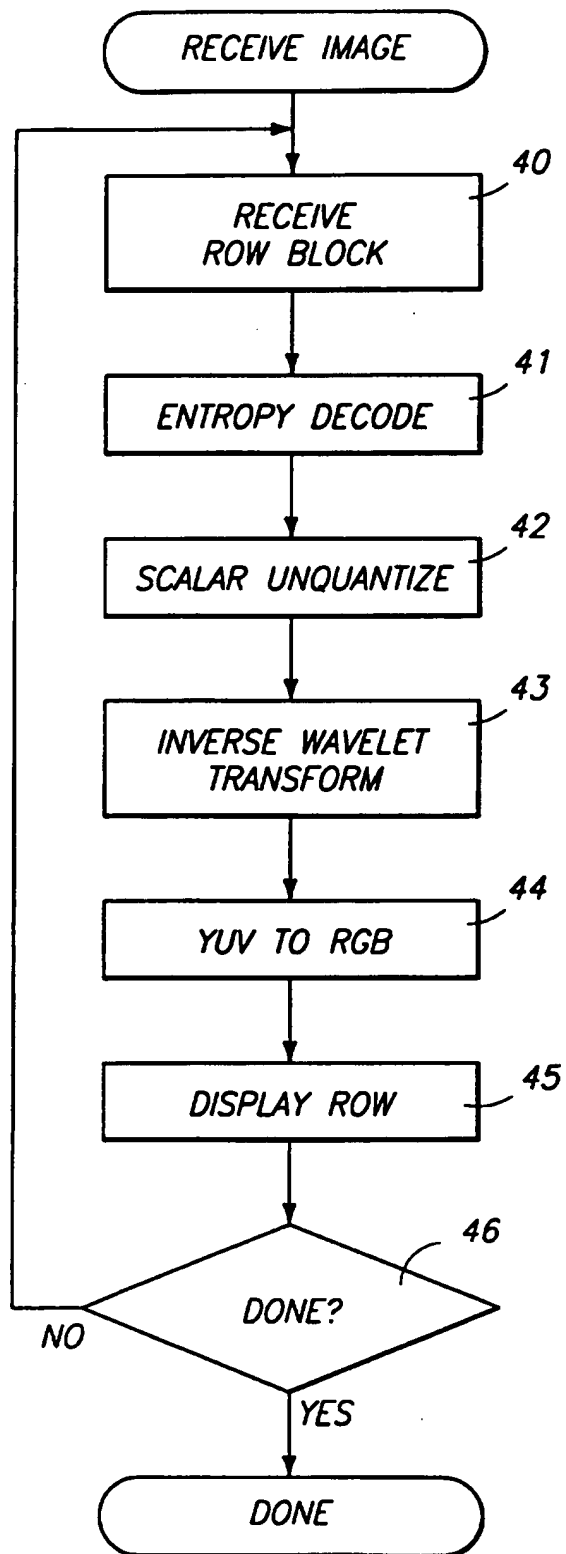 RECEIVE IMAGE
40
RECEIVE
ROW BLOCK
41
ENTROPY DECODE
42
SCALAR UNQUANTIZE
43
INVERSE WAVELET
TRANSFORM
44
YUV TO RGB
45
DISPLAY ROW
46
DONE?
NO
YES
DONE